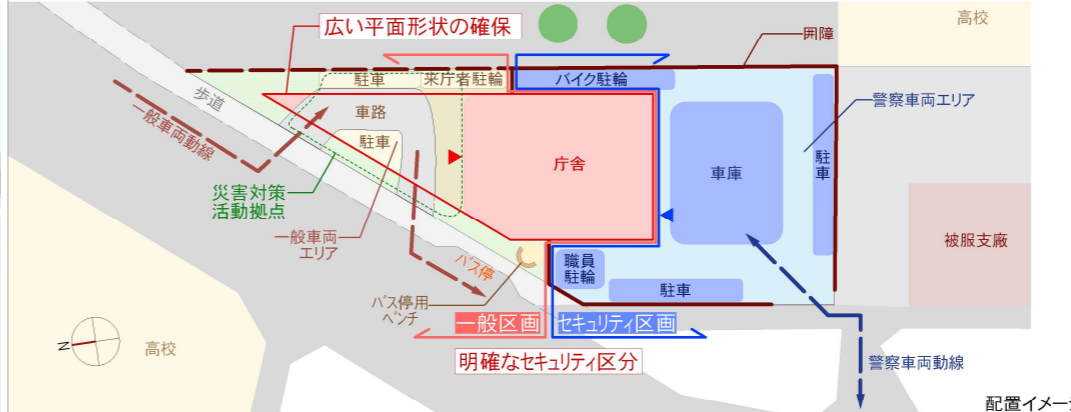 広い平面形状の確保
高校
囲障
駐車
来庁者駐輪
バイク駐輪
歩道
警察車両エリア
車路
一般車両動線
駐車
庁舎
車庫
駐車
災害対策
活動拠点
一般車両
エリア
被服支廠
バス停
職員
駐輪
バス停用
ベンチ
駐車
一般区画
セキュリティ区画
N
高校
明確なセキュリティ区分
警察車両動線
配置イメー